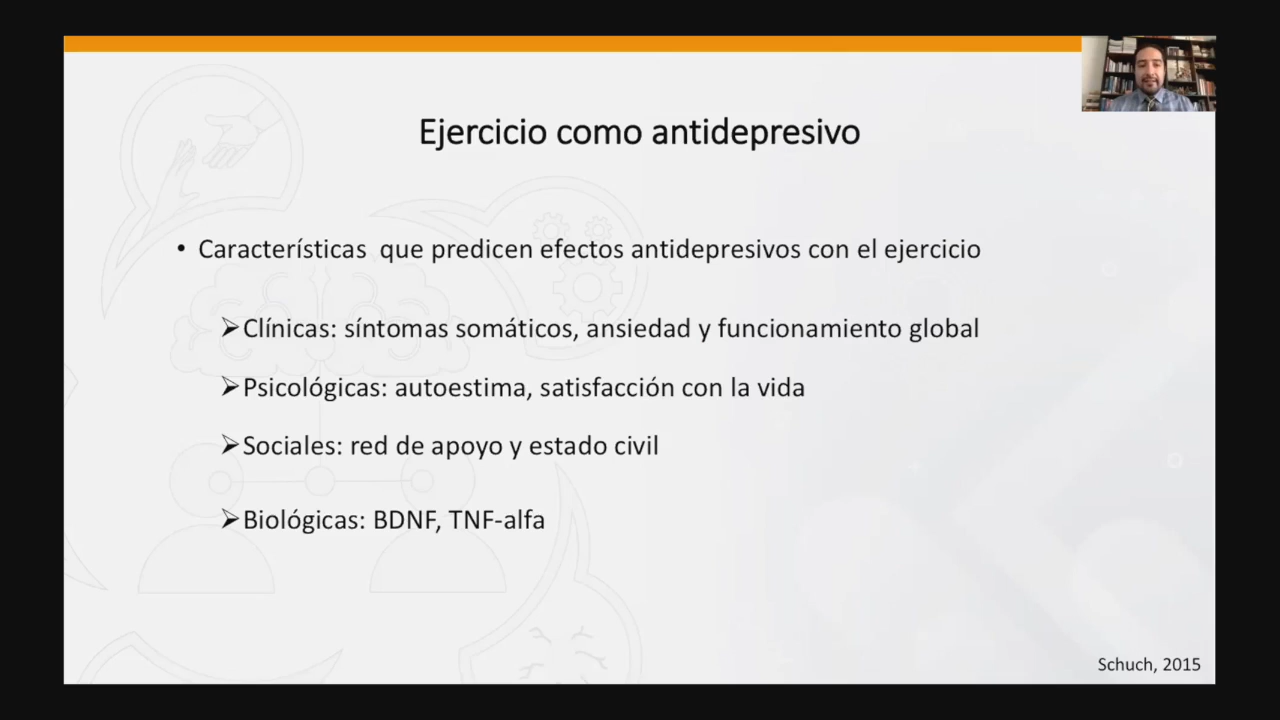 Ejercicio como antidepresivo
• Características que predicen efectos antidepresivos con el ejercicio
➢Clínicas: síntomas somáticos, ansiedad y funcionamiento global
➢Psicológicas: autoestima, satisfacción con la vida
➢Sociales: red de apoyo y estado civil
➢Biológicas: BDNF, TNF-alfa
Schuch, 2015